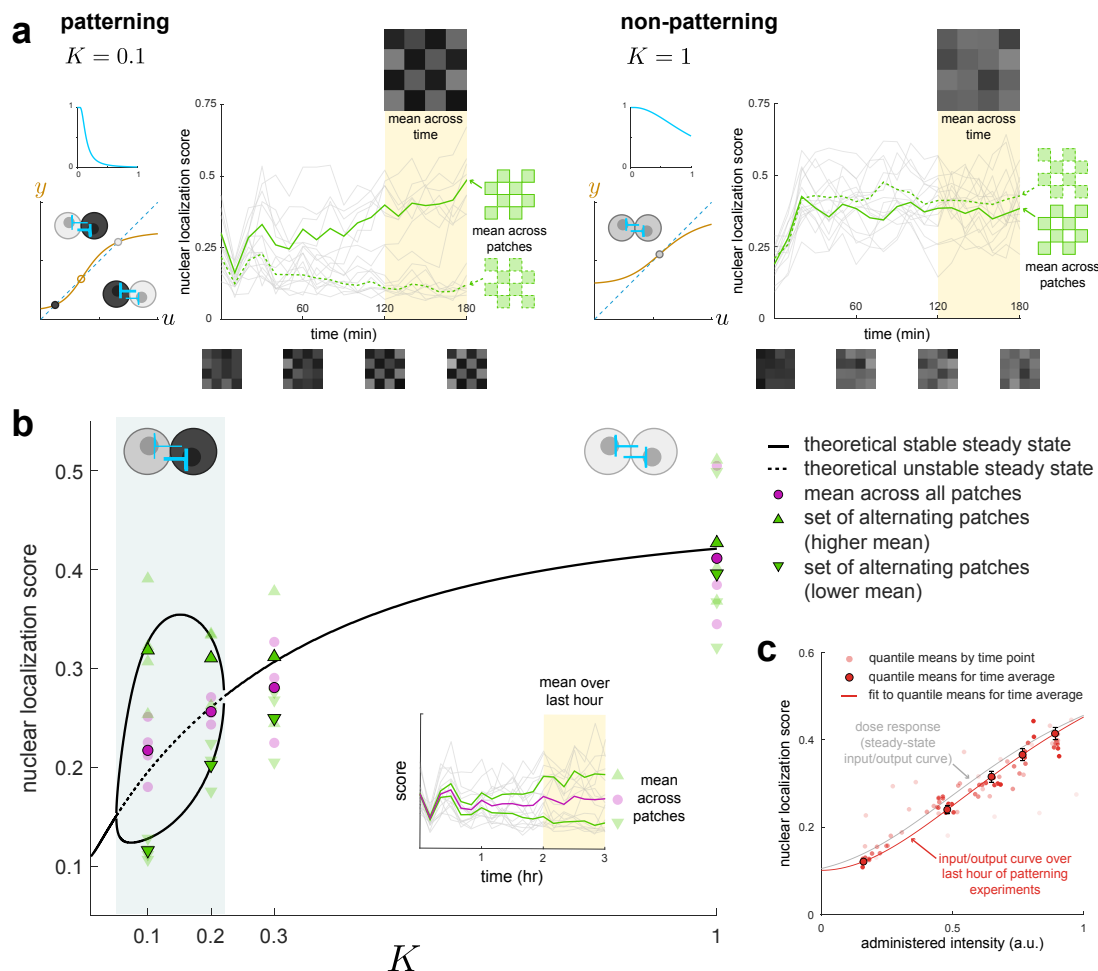 a
patterning
K = 0.1
1
0
0
1
y
u
nuclear localization score
0.75
0.5
0.25
0
60
120
180
time (min)
mean across
time
mean across
patches
non-patterning
K = 1
1
0
0
1
y
u
nuclear localization score
0.75
0.5
0.25
0
60
120
180
time (min)
mean across
time
mean across
patches
b
nuclear localization score
0.5
0.4
0.3
0.2
0.1
0.1
0.2
0.3
1
K
theoretical stable steady state
theoretical unstable steady state
mean across all patches
set of alternating patches
(higher mean)
set of alternating patches
(lower mean)
mean over
last hour
score
1
2
3
time (hr)
mean
across
patches
c
nuclear localization score
0.6
0.4
0.2
0
0
0.5
1
administered intensity (a.u.)
quantile means by time point
quantile means for time average
fit to quantile means for time average
dose response
(steady-state
input/output curve)
input/output curve over
last hour of patterning
experiments